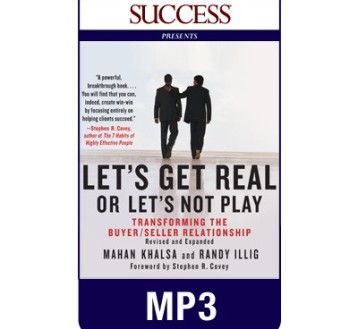 SUCCESS
PRESENTS
"A powerful,
breakthrough book. . . .
You will find that you can,
indeed, create win-win
by focusing entirely on
helping clients succeed."
—Stephen R. Covey,
author of The 7 Habits of
Highly Effective People
LET'S GET REAL
OR LET'S NOT PLAY
TRANSFORMING THE
BUYER/SELLER RELATIONSHIP
Revised and Expanded
MAHAN KHALSA AND RANDY ILLIG
Foreword by Stephen R. Covey
MP3